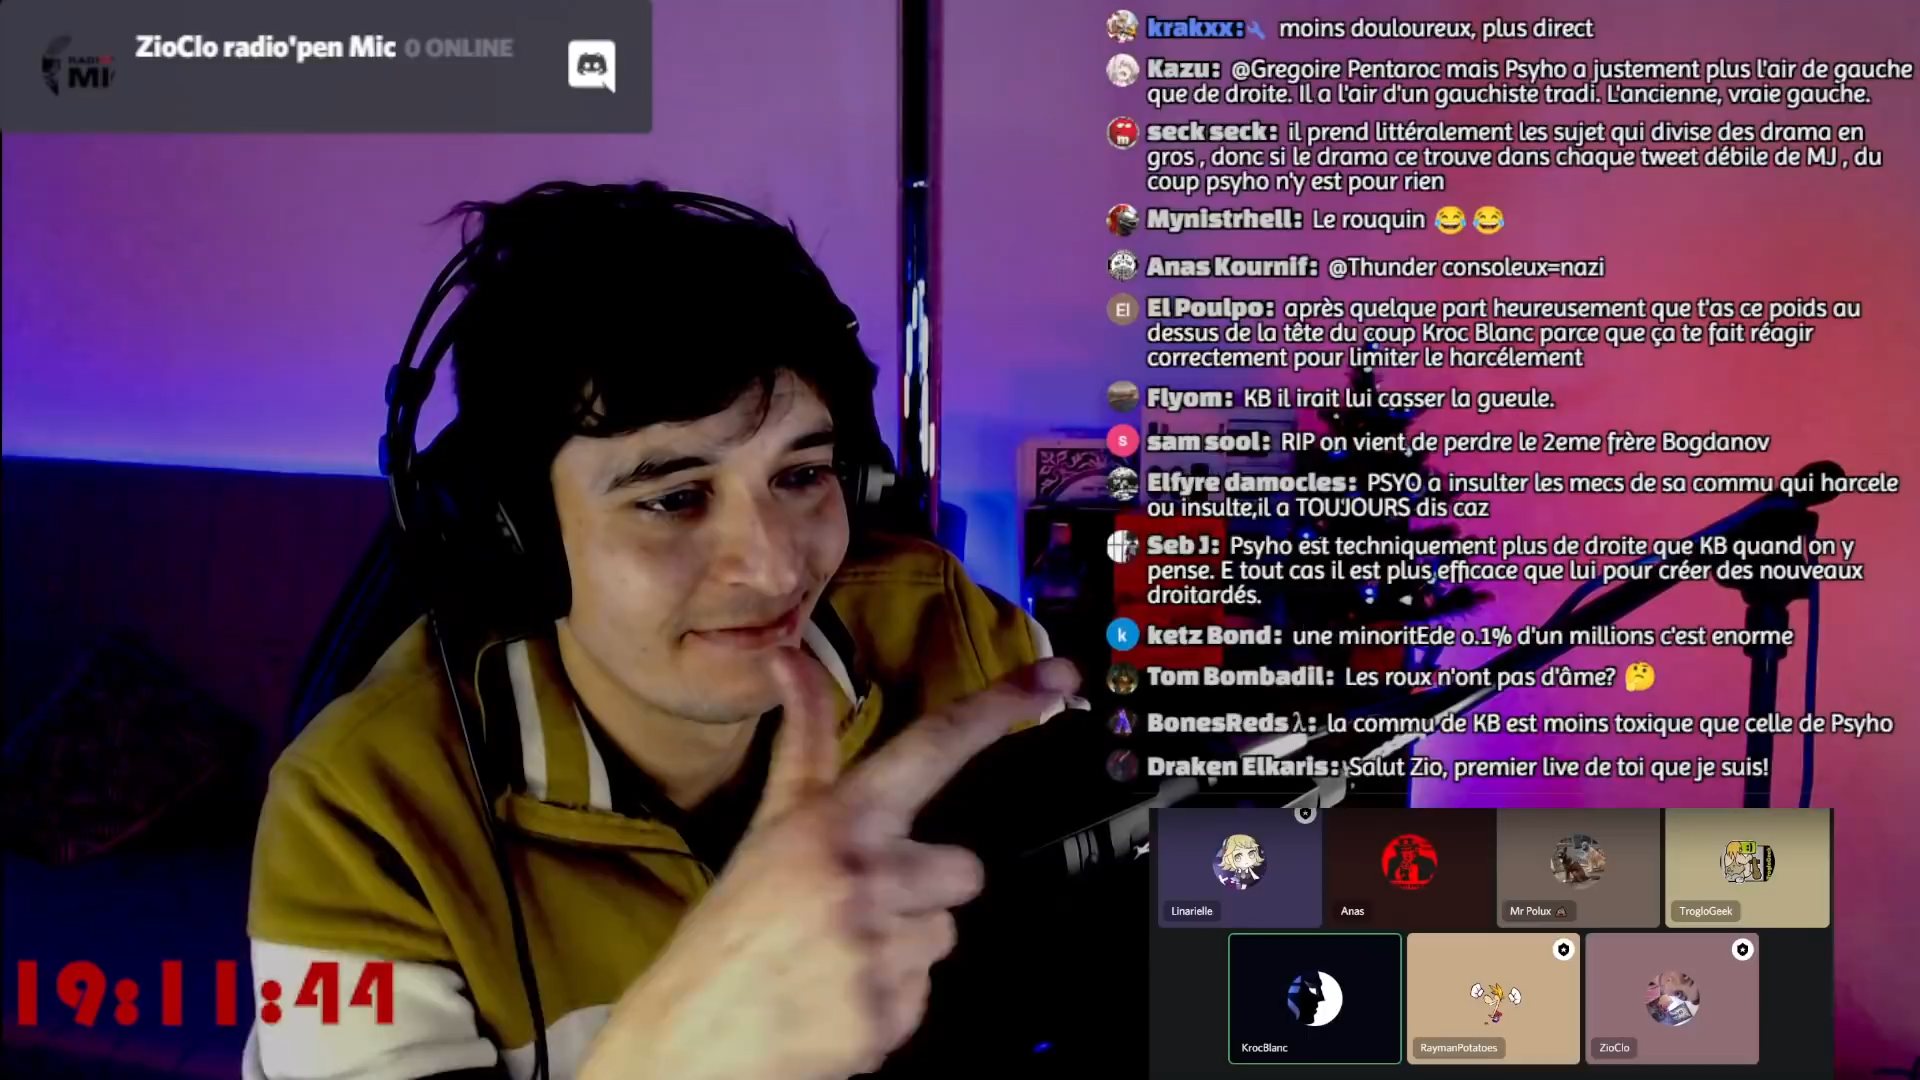 ZioClo radio'pen Mic 0 ONLINE
MI
krakxx: moins douloureux, plus direct
Kazu: @Gregoire Pentaroc mais Psyho a justement plus l'air de gauche
que de droite. Il a l'air d'un gauchiste tradi. L'ancienne, vraie gauche.
seck seck: il prend littéralement les sujet qui divise des drama en
gros , donc si le drama ce trouve dans chaque tweet débile de MJ , du
coup psyho n'y est pour rien
Mynistrhell: Le rouquin 😂 😂
Anas Kournif: @Thunder consoleux=nazi
El
El Poulpo: après quelque part heureusement que t'as ce poids au
dessus de la tête du coup Kroc Blanc parce que ça te fait réagir
correctement pour limiter le harcélement
Flyom: KB il irait lui casser la gueule.
s
sam sool: RIP on vient de perdre le 2eme frère Bogdanov
Elfyre damocles: PSYO a insulter les mecs de sa commu qui harcele
ou insulte,il a TOUJOURS dis caz
Seb J: Psyho est techniquement plus de droite que KB quand on y
pense. E tout cas il est plus efficace que lui pour créer des nouveaux
droitardés.
k
ketz Bond: une minoritEde 0.1% d'un millions c'est enorme
Tom Bombadil: Les roux n'ont pas d'âme? 🤔
BonesReds λ: la commu de KB est moins toxique que celle de Psyho
Draken Elkaris: Salut Zio, premier live de toi que je suis!
Linarielle
Anas
Mr Polux
TrogloGeek
KrocBlanc
RaymanPotatoes
ZioClo
19:11:44